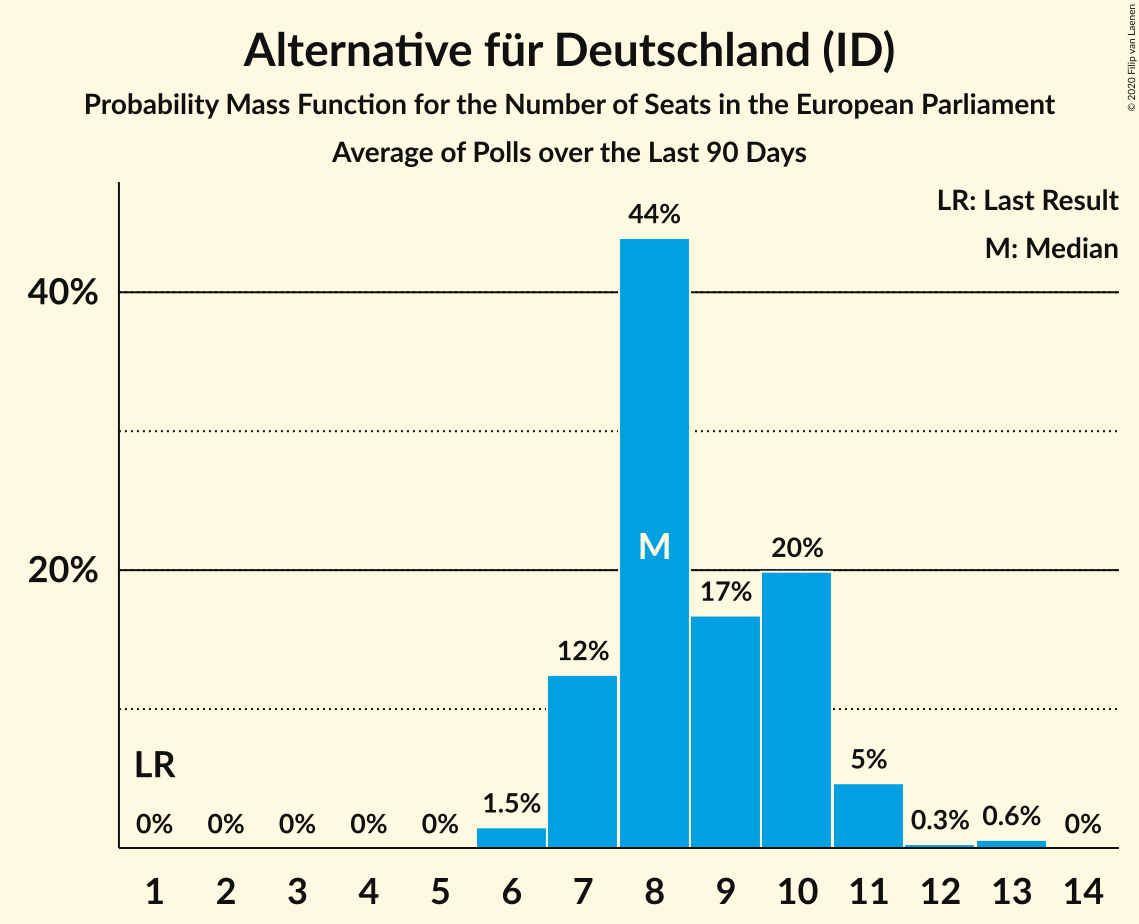 Alternative für Deutschland (ID)
Probability Mass Function for the Number of Seats in the European Parliament
Average of Polls over the Last 90 Days
© 2020 Filip van Laenen
LR: Last Result
M: Median
44%
40%
M
20%
20%
17%
12%
LR
5%
1.5%
0.3%
0.6%
0% 0% 0% 0% 0% 0%
1 2 3 4 5 6 7 8 9 10 11 12 13 14